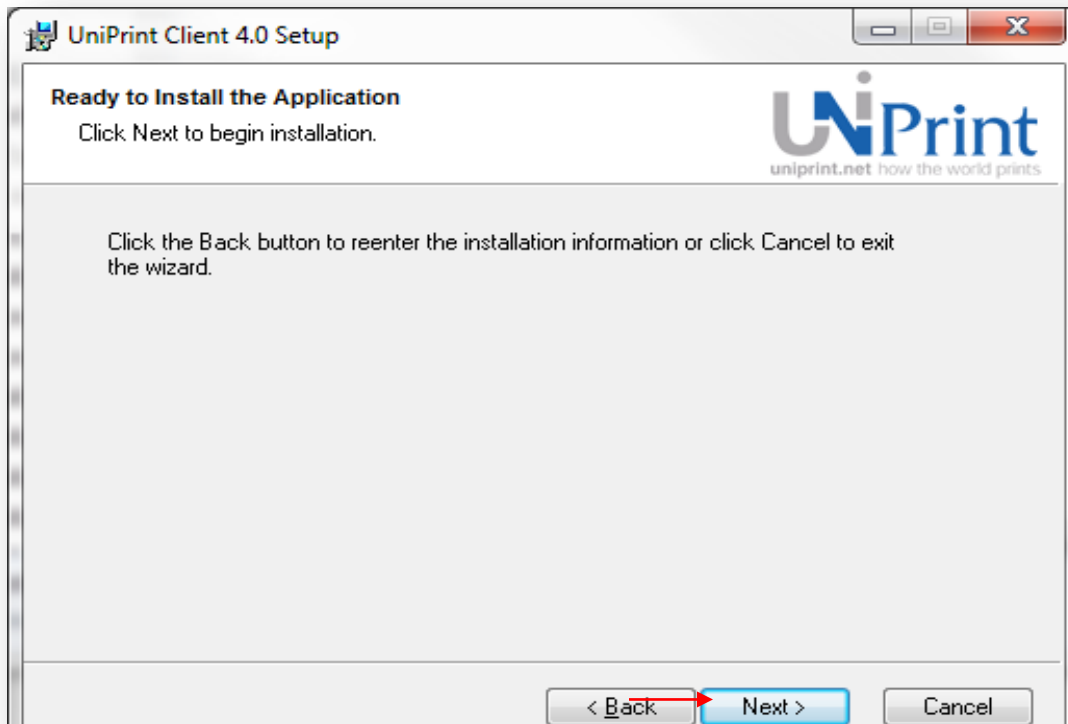 UniPrint Client 4.0 Setup
Ready to Install the Application
Click Next to begin installation.
UNiPrint
uniprint.net how the world prints
Click the Back button to reenter the installation information or click Cancel to exit
the wizard.
< Back
Next >
Cancel